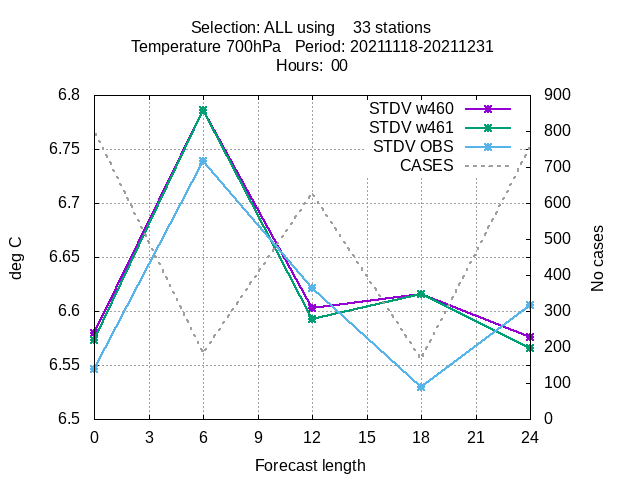 Selection: ALL using    33 stations
Temperature 700hPa   Period: 20211118-20211231
Hours:  00
6.8 900
STDV w460
STDV w461
STDV OBS
CASES
800
6.75
700
6.7 600
500
6.65
400
6.6 300
200
6.55
100
6.5 0
deg C
No cases
0 3 6 9 12 15 18 21 24
Forecast length